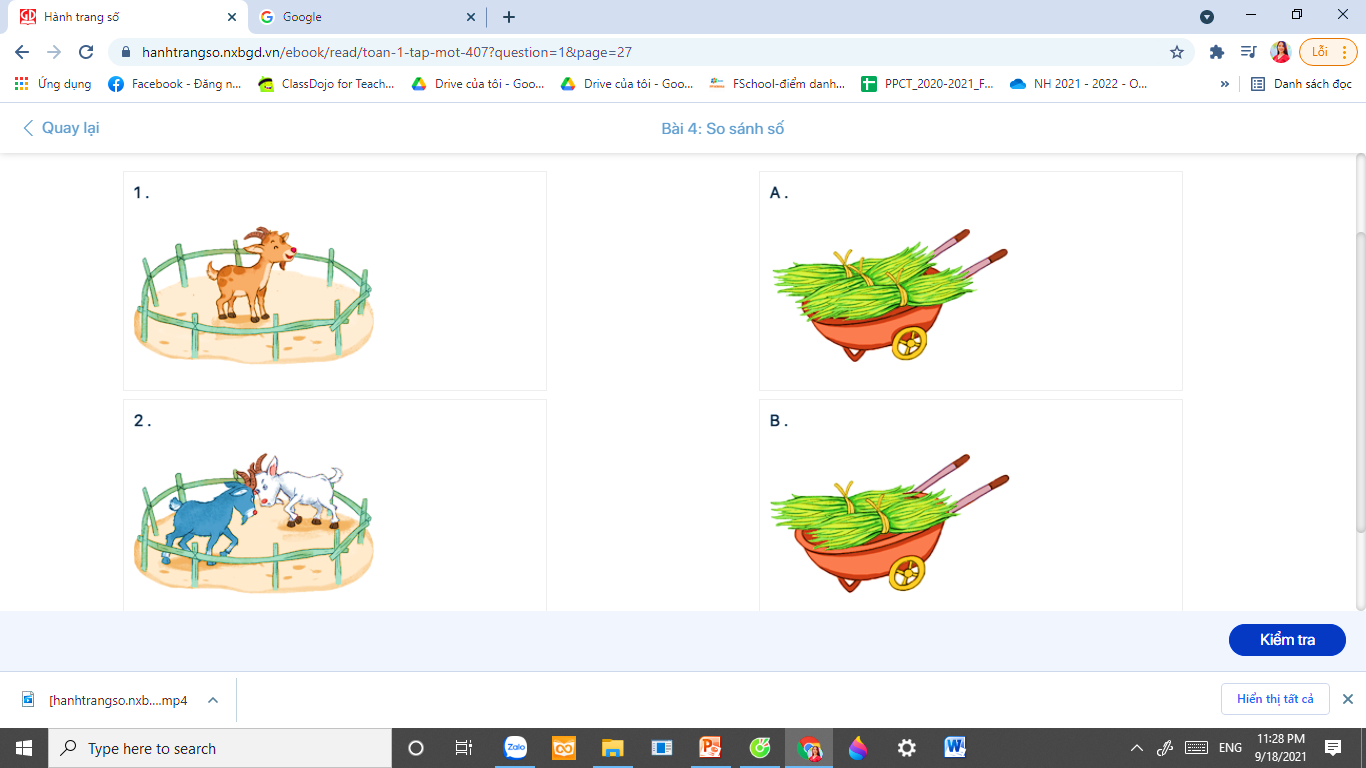 Hành trang số
Google
hanhtrangso.nxbgd.vn/ebook/read/toan-1-tap-mot-407?question=1&page=27
Lỗi
Ứng dụng
Facebook - Đăng n...
ClassDojo for Teach...
Drive của tôi - Goo...
Drive của tôi - Goo...
FSchool-điểm danh...
PPCT_2020-2021_F...
NH 2021 - 2022 - O...
»
Danh sách đọc
Quay lại
Bài 4: So sánh số
1 .
A .
2 .
B .
Kiểm tra
[hanhtrangso.nxb....mp4
Hiển thị tất cả
Type here to search
Zalo
ENG
11:28 PM
9/18/2021